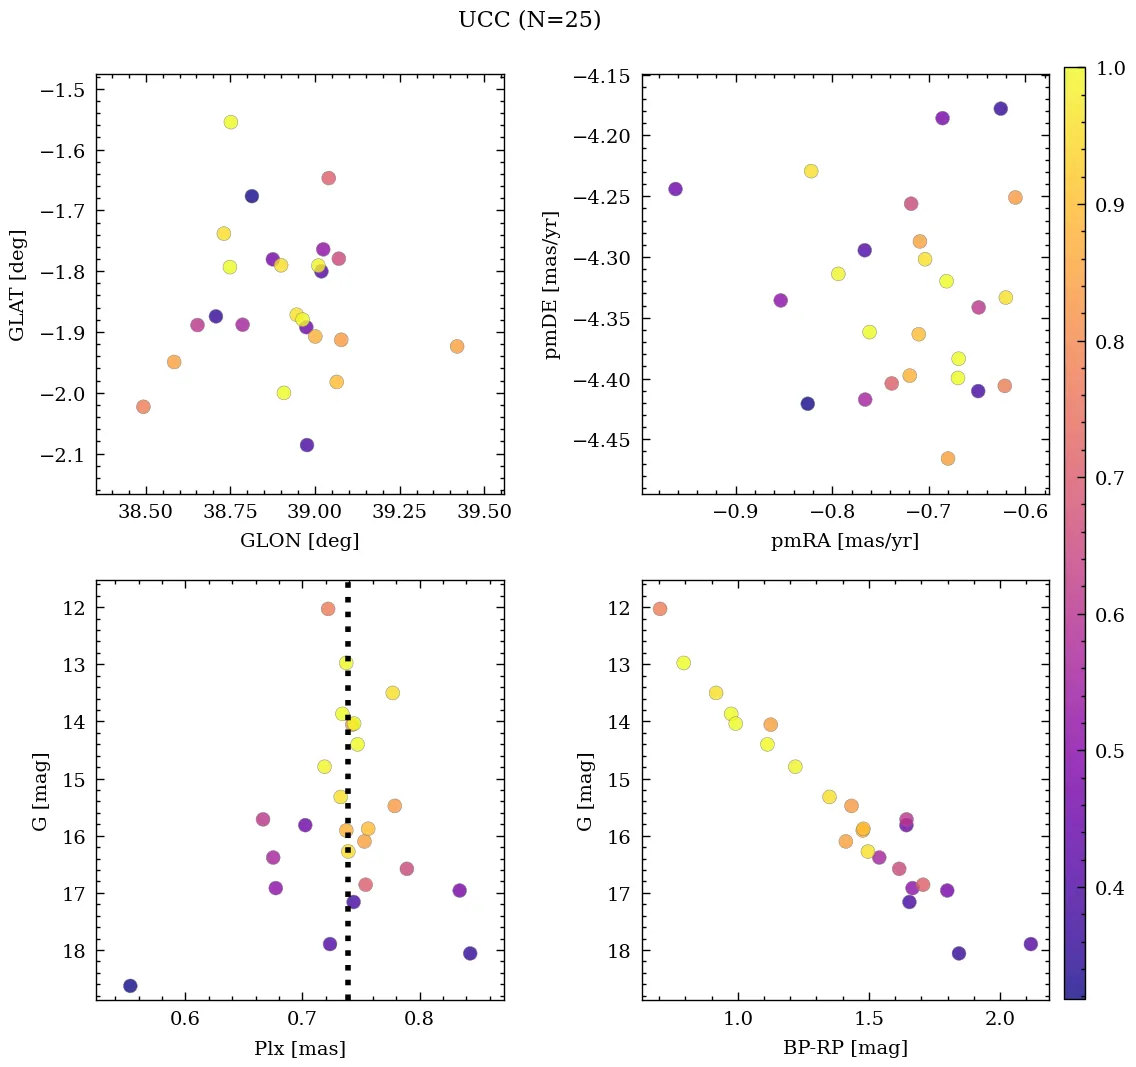 UCC (N=25)
−1.5
−1.6
−1.7
−1.8
−1.9
−2.0
−2.1
GLAT [deg]
38.50 38.75 39.00 39.25 39.50
GLON [deg]
−4.15
−4.20
−4.25
−4.30
−4.35
−4.40
−4.45
pmDE [mas/yr]
−0.9 −0.8 −0.7 −0.6
pmRA [mas/yr]
12
13
14
15
16
17
18
G [mag]
0.6 0.7 0.8
Plx [mas]
12
13
14
15
16
17
18
G [mag]
1.0 1.5 2.0
BP-RP [mag]
1.0
0.9
0.8
0.7
0.6
0.5
0.4